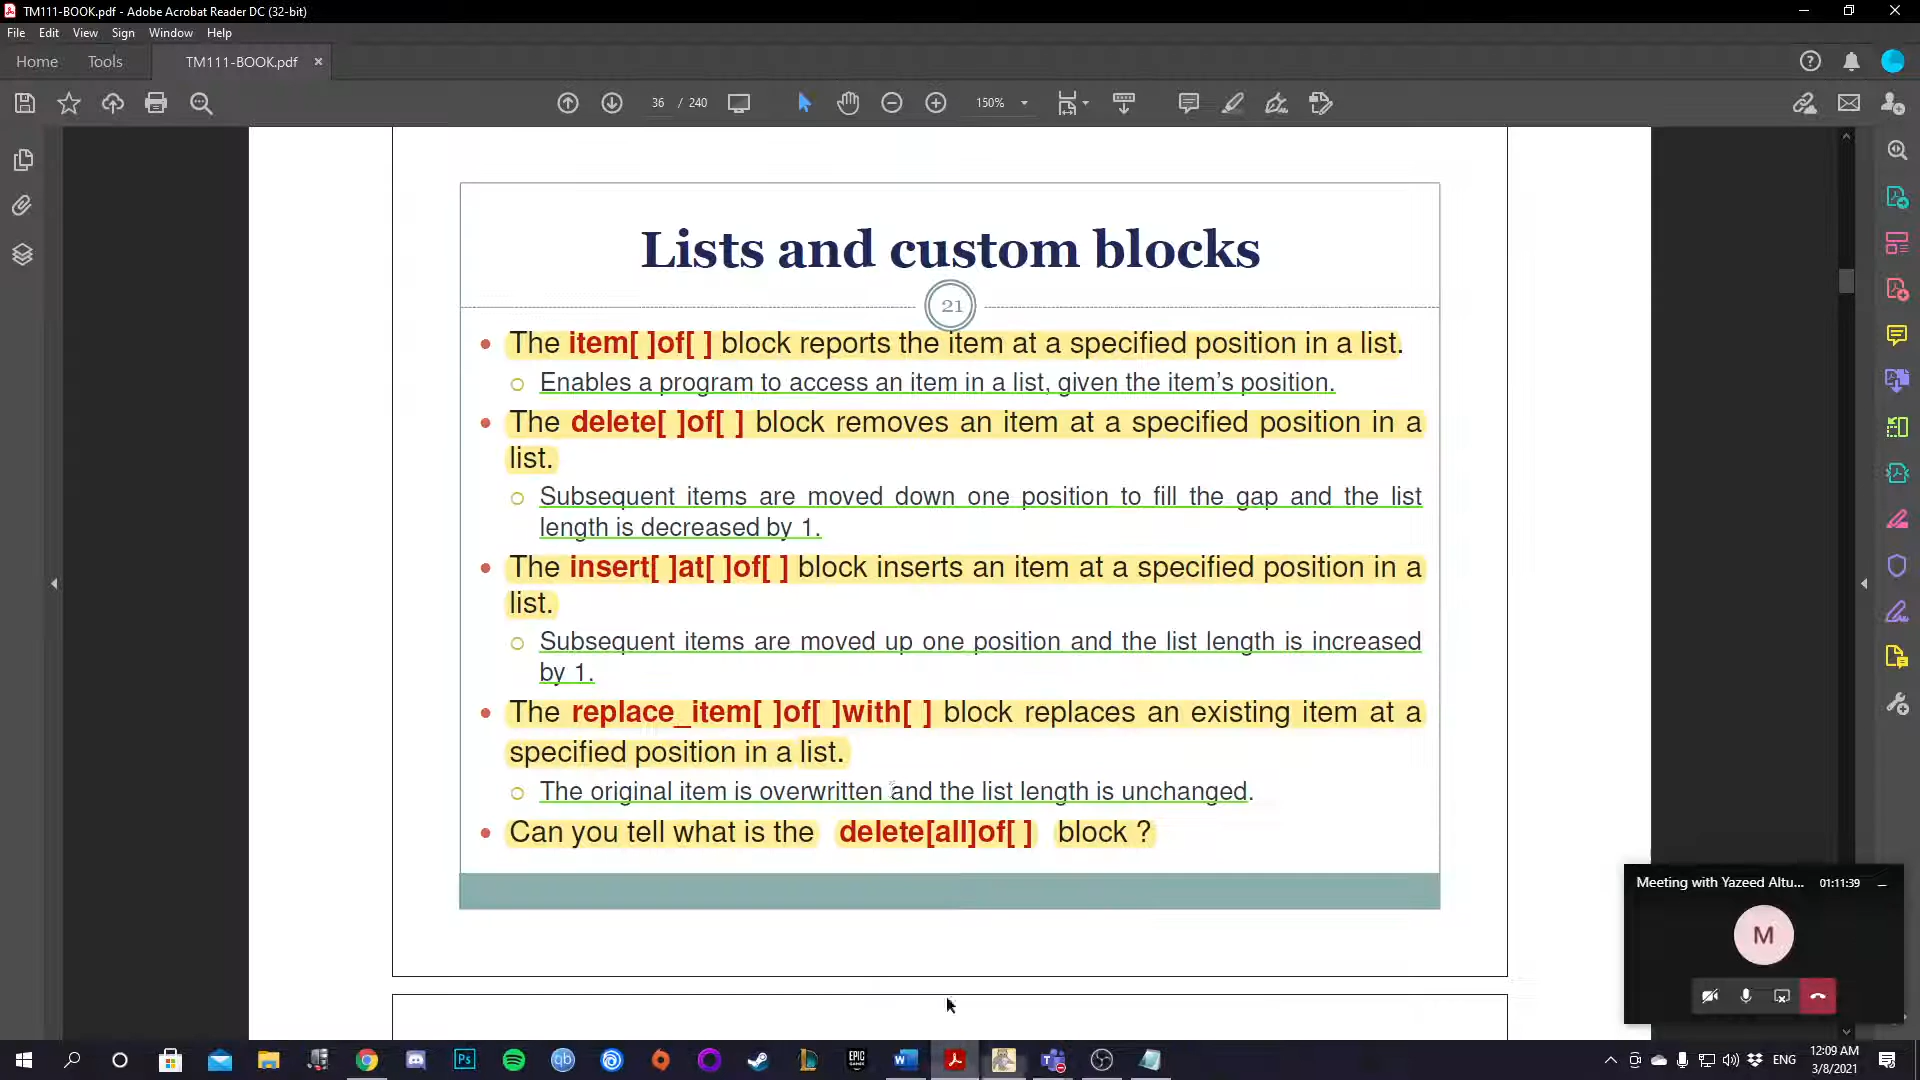 TM111-BOOK.pdf - Adobe Acrobat Reader DC (32-bit)
File Edit View Sign Window Help
Home Tools TM111-BOOK.pdf ×
36 / 240 150%
Lists and custom blocks
21
• The item[ ]of[ ] block reports the item at a specified position in a list.
Enables a program to access an item in a list, given the item’s position.
• The delete[ ]of[ ] block removes an item at a specified position in a
list.
Subsequent items are moved down one position to fill the gap and the list
length is decreased by 1.
• The insert[ ]at[ ]of[ ] block inserts an item at a specified position in a
list.
Subsequent items are moved up one position and the list length is increased
by 1.
• The replace_item[ ]of[ ]with[ ] block replaces an existing item at a
specified position in a list.
The original item is overwritten and the list length is unchanged.
• Can you tell what is the delete[all]of[ ] block ?
Meeting with Yazeed Altu... 01:11:39
M
Ps
qb
EPIC
GAMES
ENG
12:09 AM
3/8/2021